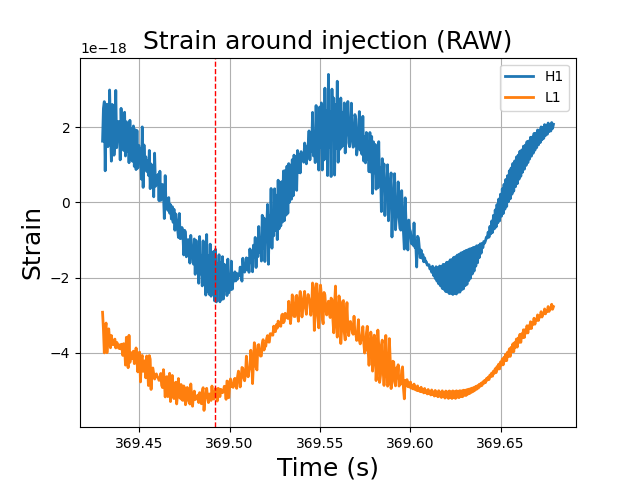 Strain around injection (RAW)
1e−18
H1
L1
2
0
−2
−4
Strain
369.45 369.50 369.55 369.60 369.65
Time (s)